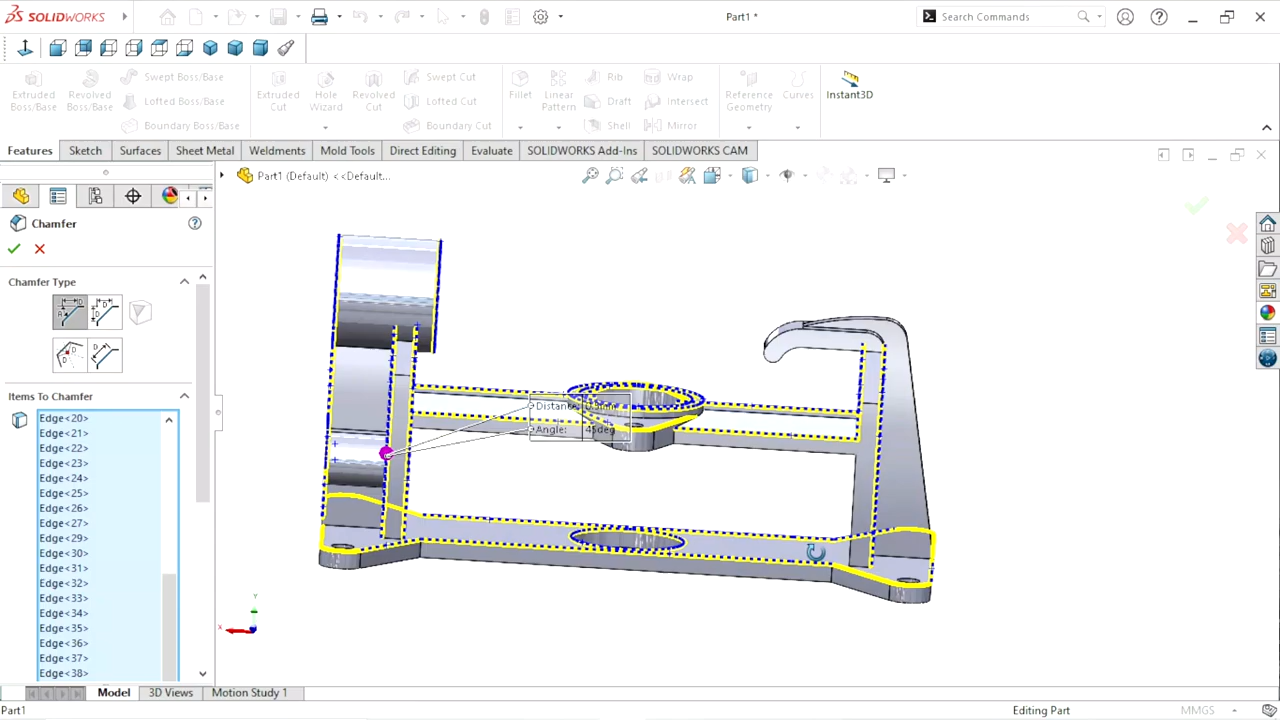 SOLIDWORKS
Part1 *
Search Commands
Extruded Boss/Base
Revolved Boss/Base
Swept Boss/Base
Lofted Boss/Base
Boundary Boss/Base
Extruded Cut
Hole Wizard
Revolved Cut
Swept Cut
Lofted Cut
Boundary Cut
Fillet
Linear Pattern
Rib
Draft
Shell
Wrap
Intersect
Mirror
Reference Geometry
Curves
Instant3D
Features
Sketch
Surfaces
Sheet Metal
Weldments
Mold Tools
Direct Editing
Evaluate
SOLIDWORKS Add-Ins
SOLIDWORKS CAM
Part1 (Default) <<Default...
Chamfer
Chamfer Type
Items To Chamfer
Edge<20>
Edge<21>
Edge<22>
Edge<23>
Edge<24>
Edge<25>
Edge<26>
Edge<27>
Edge<29>
Edge<30>
Edge<31>
Edge<32>
Edge<33>
Edge<34>
Edge<35>
Edge<36>
Edge<37>
Edge<38>
Distance:
Angle: 45deg
Y
X
Model
3D Views
Motion Study 1
Part1
Editing Part
MMGS